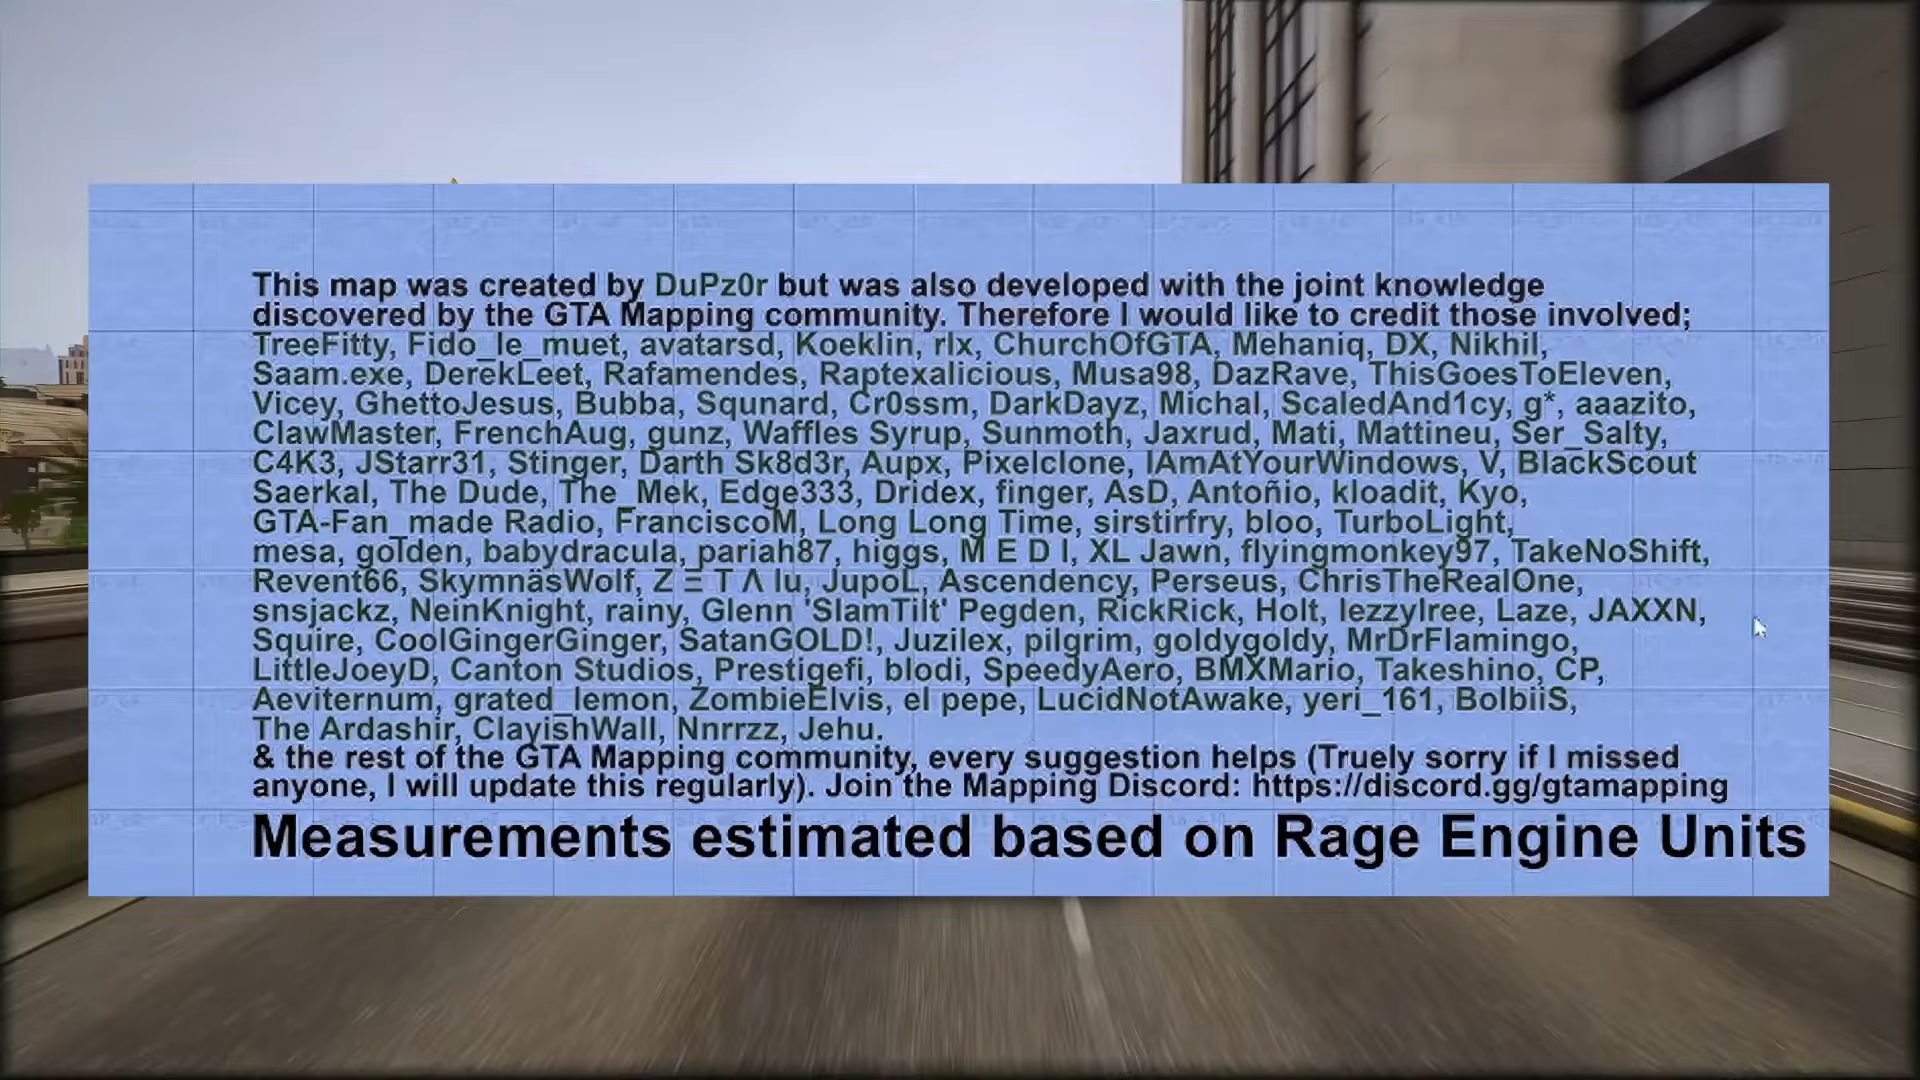 This map was created by DuPz0r but was also developed with the joint knowledge
discovered by the GTA Mapping community. Therefore I would like to credit those involved;
TreeFitty, Fido_le_muet, avatarsd, Koeklin, rlx, ChurchOfGTA, Mehaniq, DX, Nikhil,
Saam.exe, DerekLeet, Rafamendes, Raptexalicious, Musa98, DazRave, ThisGoesToEleven,
Vicey, GhettoJesus, Bubba, Squnard, Cr0ssm, DarkDayz, Michal, ScaledAnd1cy, g*, aaazito,
ClawMaster, FrenchAug, gunz, Waffles Syrup, Sunmoth, Jaxrud, Mati, Mattineu, Ser_Salty,
C4K3, JStarr31, Stinger, Darth Sk8d3r, Aupx, Pixelclone, IAmAtYourWindows, V, BlackScout
Saerkal, The Dude, The_Mek, Edge333, Dridex, finger, AsD, Antoñio, kloadit, Kyo,
GTA-Fan_made Radio, FranciscoM, Long Long Time, sirstirfry, bloo, TurboLight,
mesa, golden, babydracula, pariah87, higgs, M E D I, XL Jawn, flyingmonkey97, TakeNoShift,
Revent66, SkymnäsWolf, Z Ξ T Λ lu, JupoL, Ascendency, Perseus, ChrisTheRealOne,
snsjackz, NeinKnight, rainy, Glenn 'SlamTilt' Pegden, RickRick, Holt, lezzylree, Laze, JAXXN,
Squire, CoolGingerGinger, SatanGOLD!, Juzilex, pilgrim, goldygoldy, MrDrFlamingo,
LittleJoeyD, Canton Studios, Prestigefi, blodi, SpeedyAero, BMXMario, Takeshino, CP,
Aeviternum, grated_lemon, ZombieElvis, el pepe, LucidNotAwake, yeri_161, BolbiiS,
The Ardashir, ClayishWall, Nnrrzz, Jehu.
& the rest of the GTA Mapping community, every suggestion helps (Truely sorry if I missed
anyone, I will update this regularly). Join the Mapping Discord: https://discord.gg/gtamapping
Measurements estimated based on Rage Engine Units